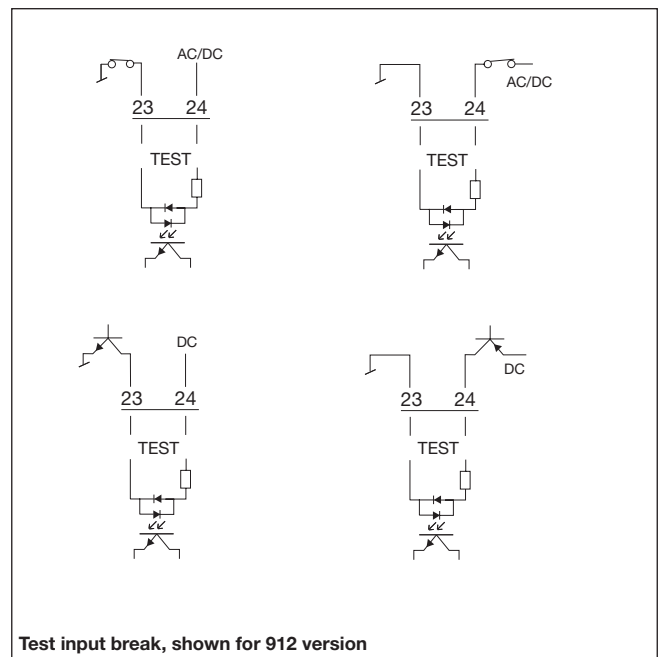 AC/DC
23 24
TEST
AC/DC
23 24
TEST
DC
23 24
TEST
DC
23 24
TEST
Test input break, shown for 912 version